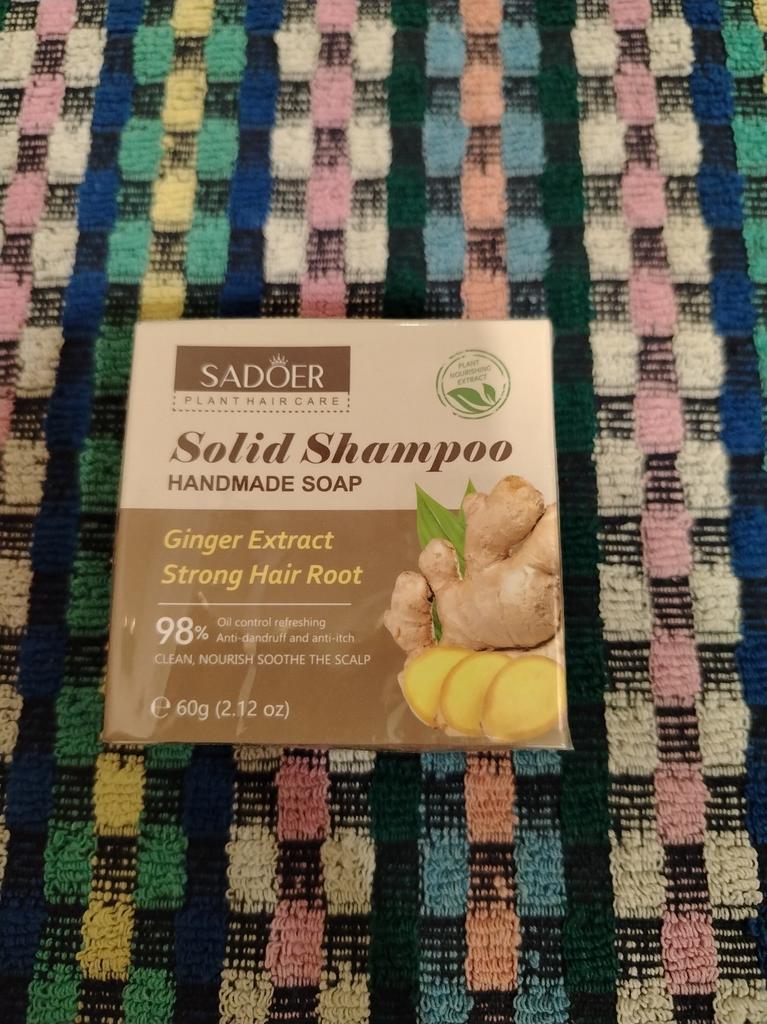 SADOER
PLANT HAIR CARE
PLANT
NOURISHING
EXTRACT
Solid Shampoo
HANDMADE SOAP
Ginger Extract
Strong Hair Root
98% Oil control refreshing
Anti-dandruff and anti-itch
CLEAN, NOURISH SOOTHE THE SCALP
℮ 60g (2.12 oz)